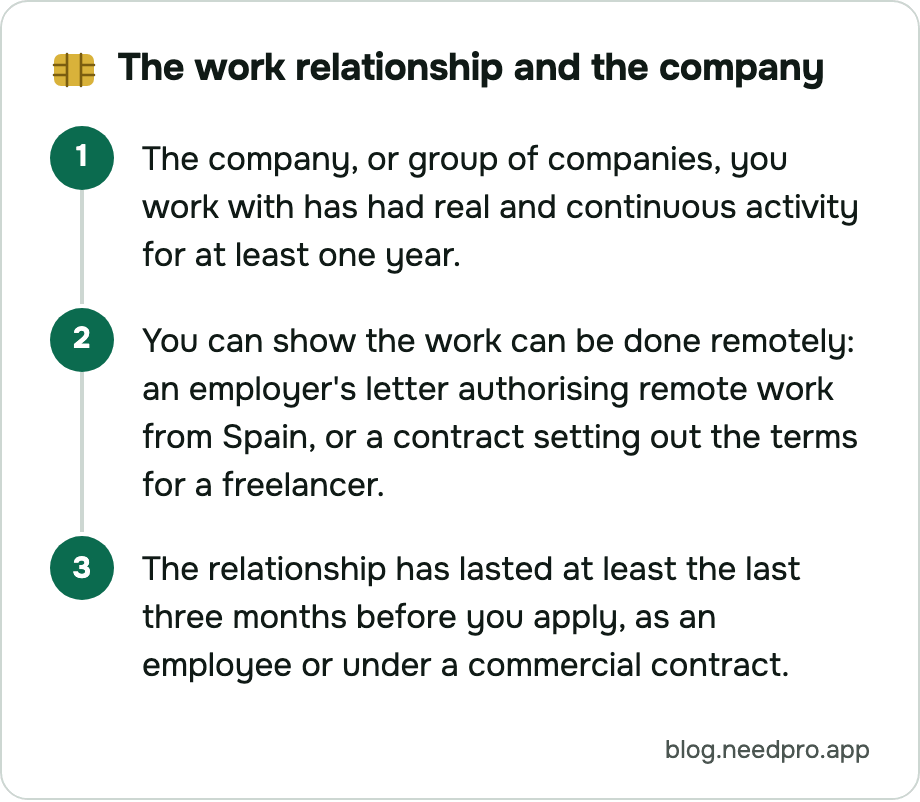 The work relationship and the company
1
The company, or group of companies, you
work with has had real and continuous activity
for at least one year.
2
You can show the work can be done remotely:
an employer's letter authorising remote work
from Spain, or a contract setting out the terms
for a freelancer.
3
The relationship has lasted at least the last
three months before you apply, as an
employee or under a commercial contract.
blog.needpro.app